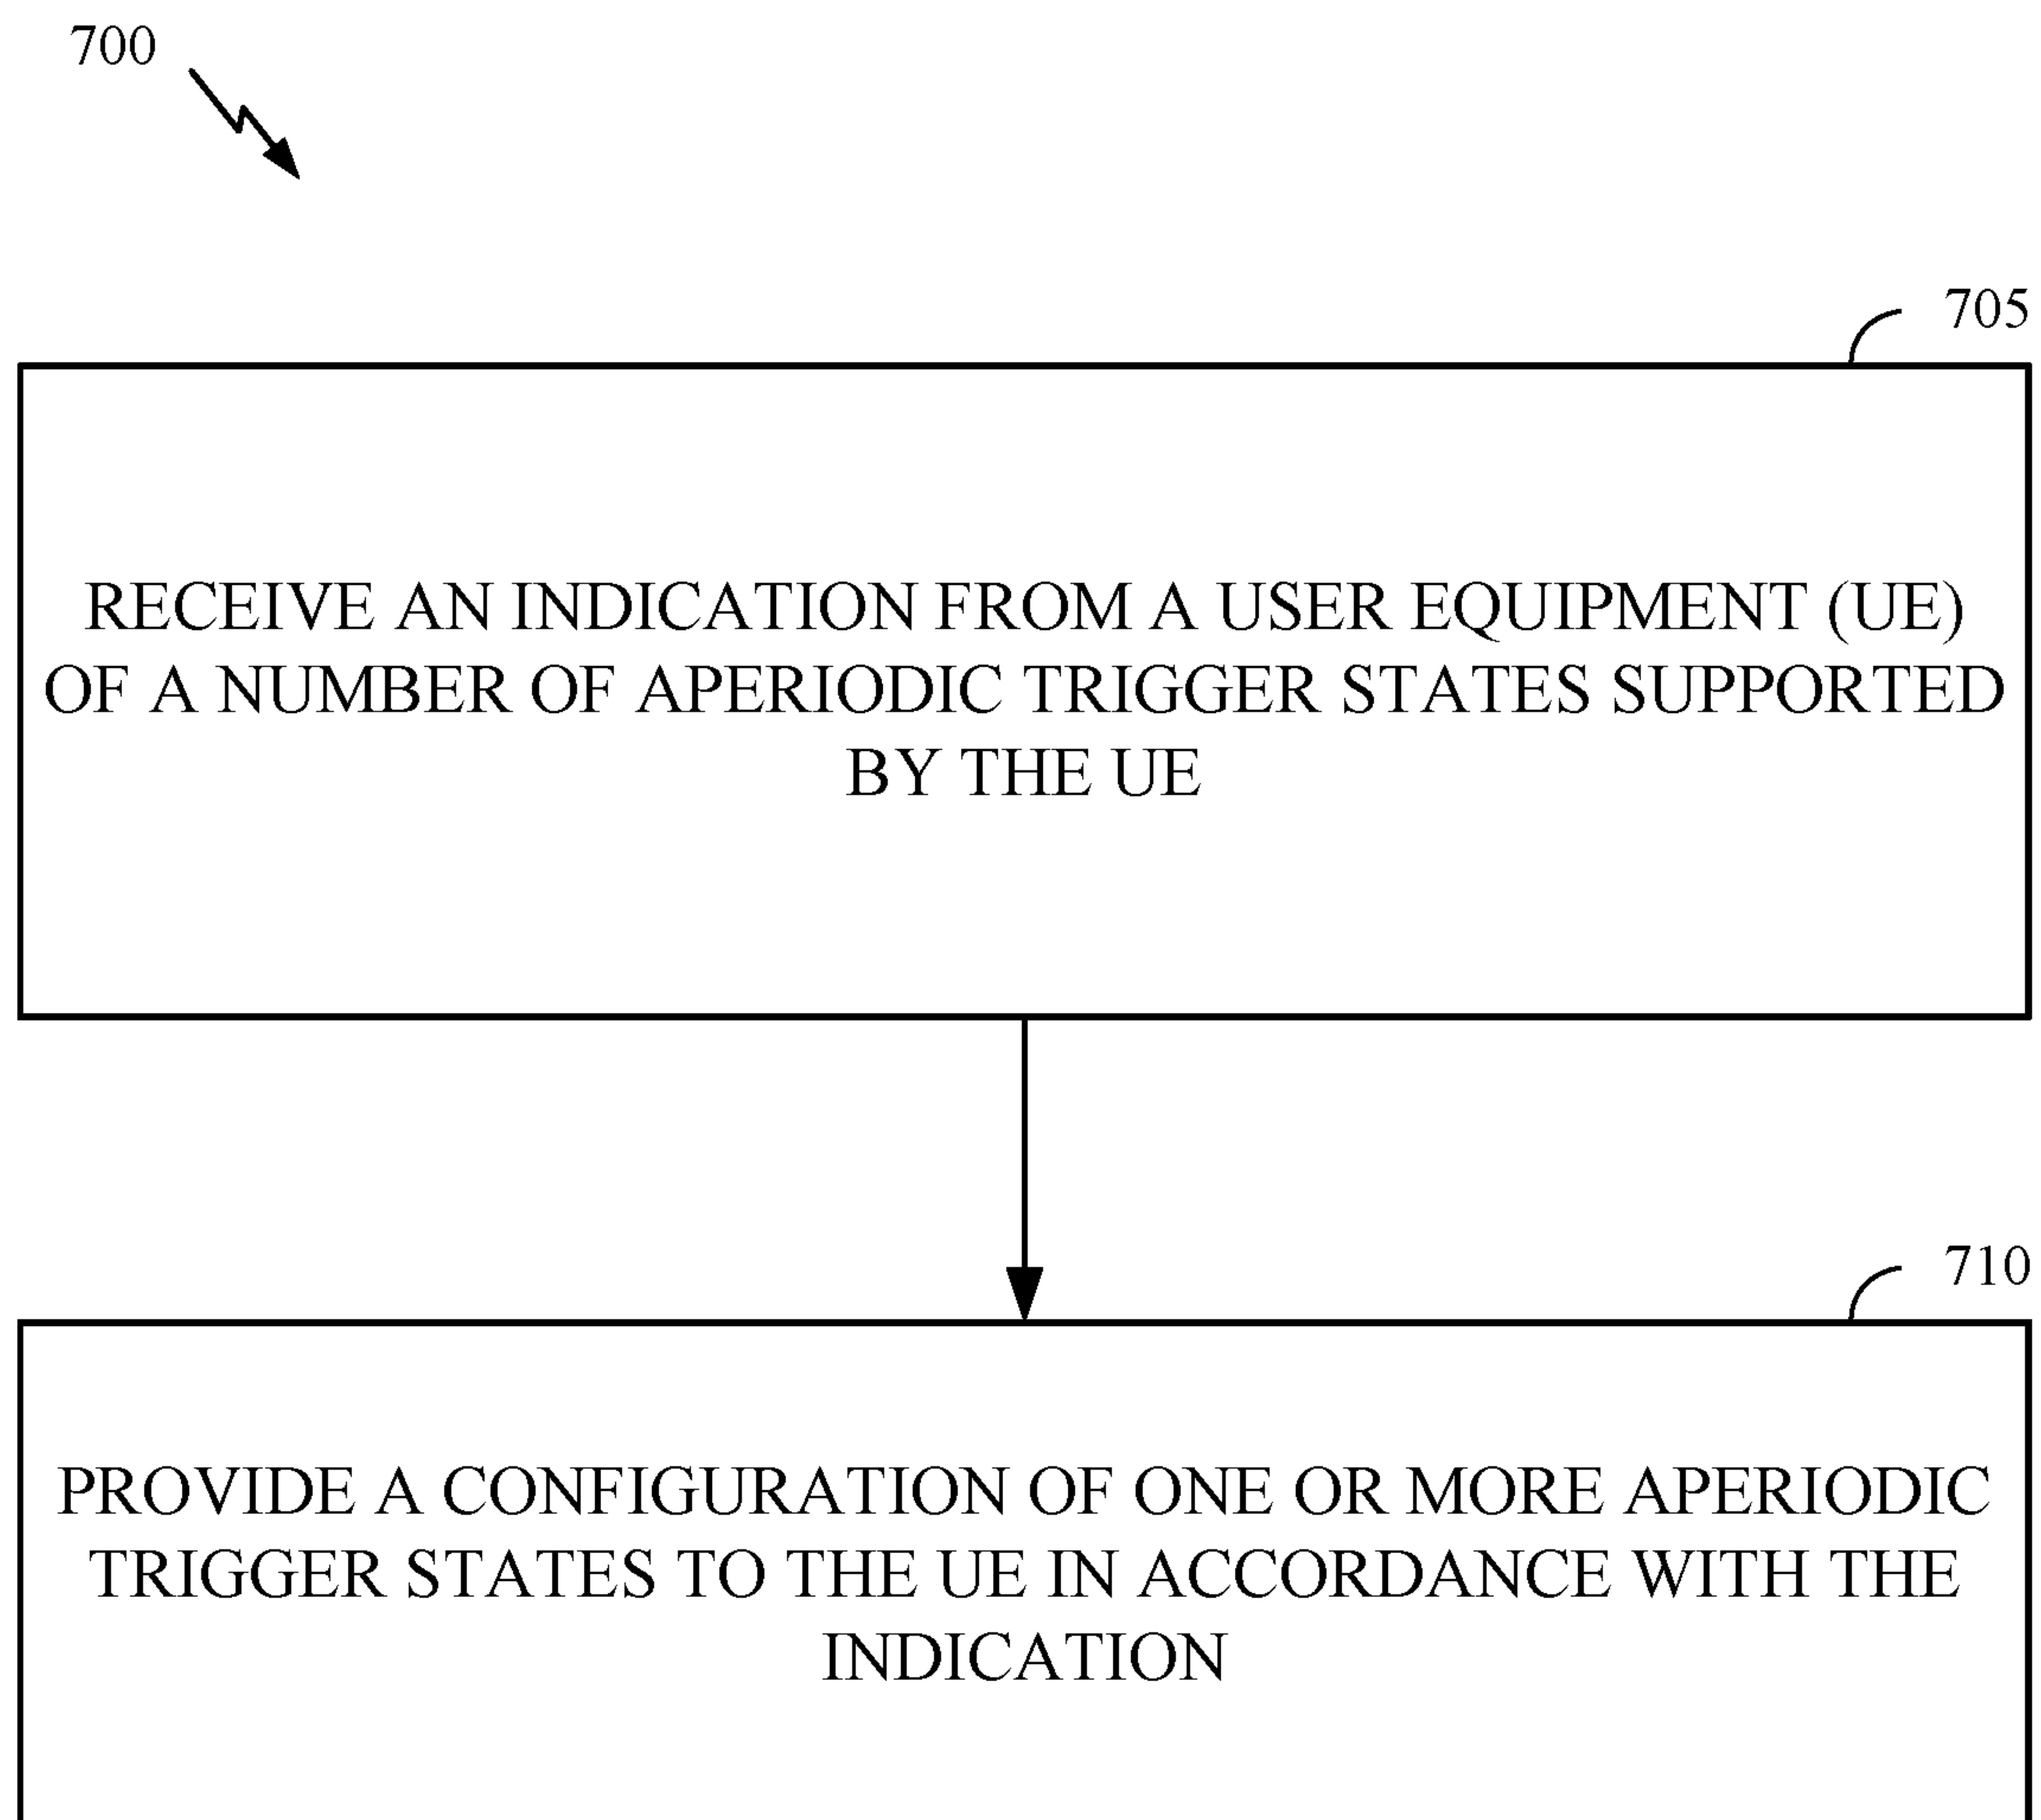 700
705
RECEIVE AN INDICATION FROM A USER EQUIPMENT (UE)
OF A NUMBER OF APERIODIC TRIGGER STATES SUPPORTED
BY THE UE
710
PROVIDE A CONFIGURATION OF ONE OR MORE APERIODIC
TRIGGER STATES TO THE UE IN ACCORDANCE WITH THE
INDICATION